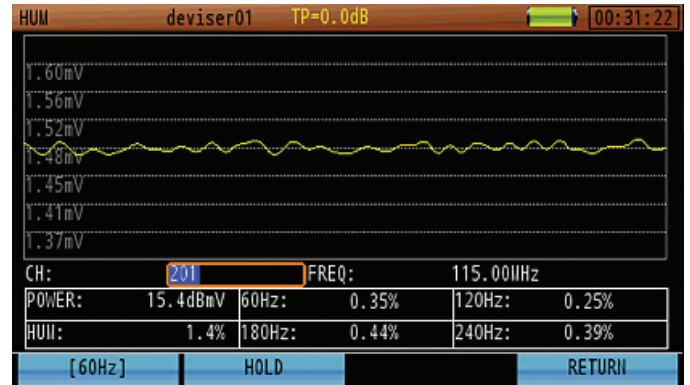 HUM deviser01 TP=0.0dB 00:31:22
1.60mV
1.56mV
1.52mV
1.48mV
1.45mV
1.41mV
1.37mV
CH: 201 FREQ: 115.00MHz
POWER: 15.4dBmV 60Hz: 0.35% 120Hz: 0.25%
HUM: 1.4% 180Hz: 0.44% 240Hz: 0.39%
[60Hz] HOLD RETURN